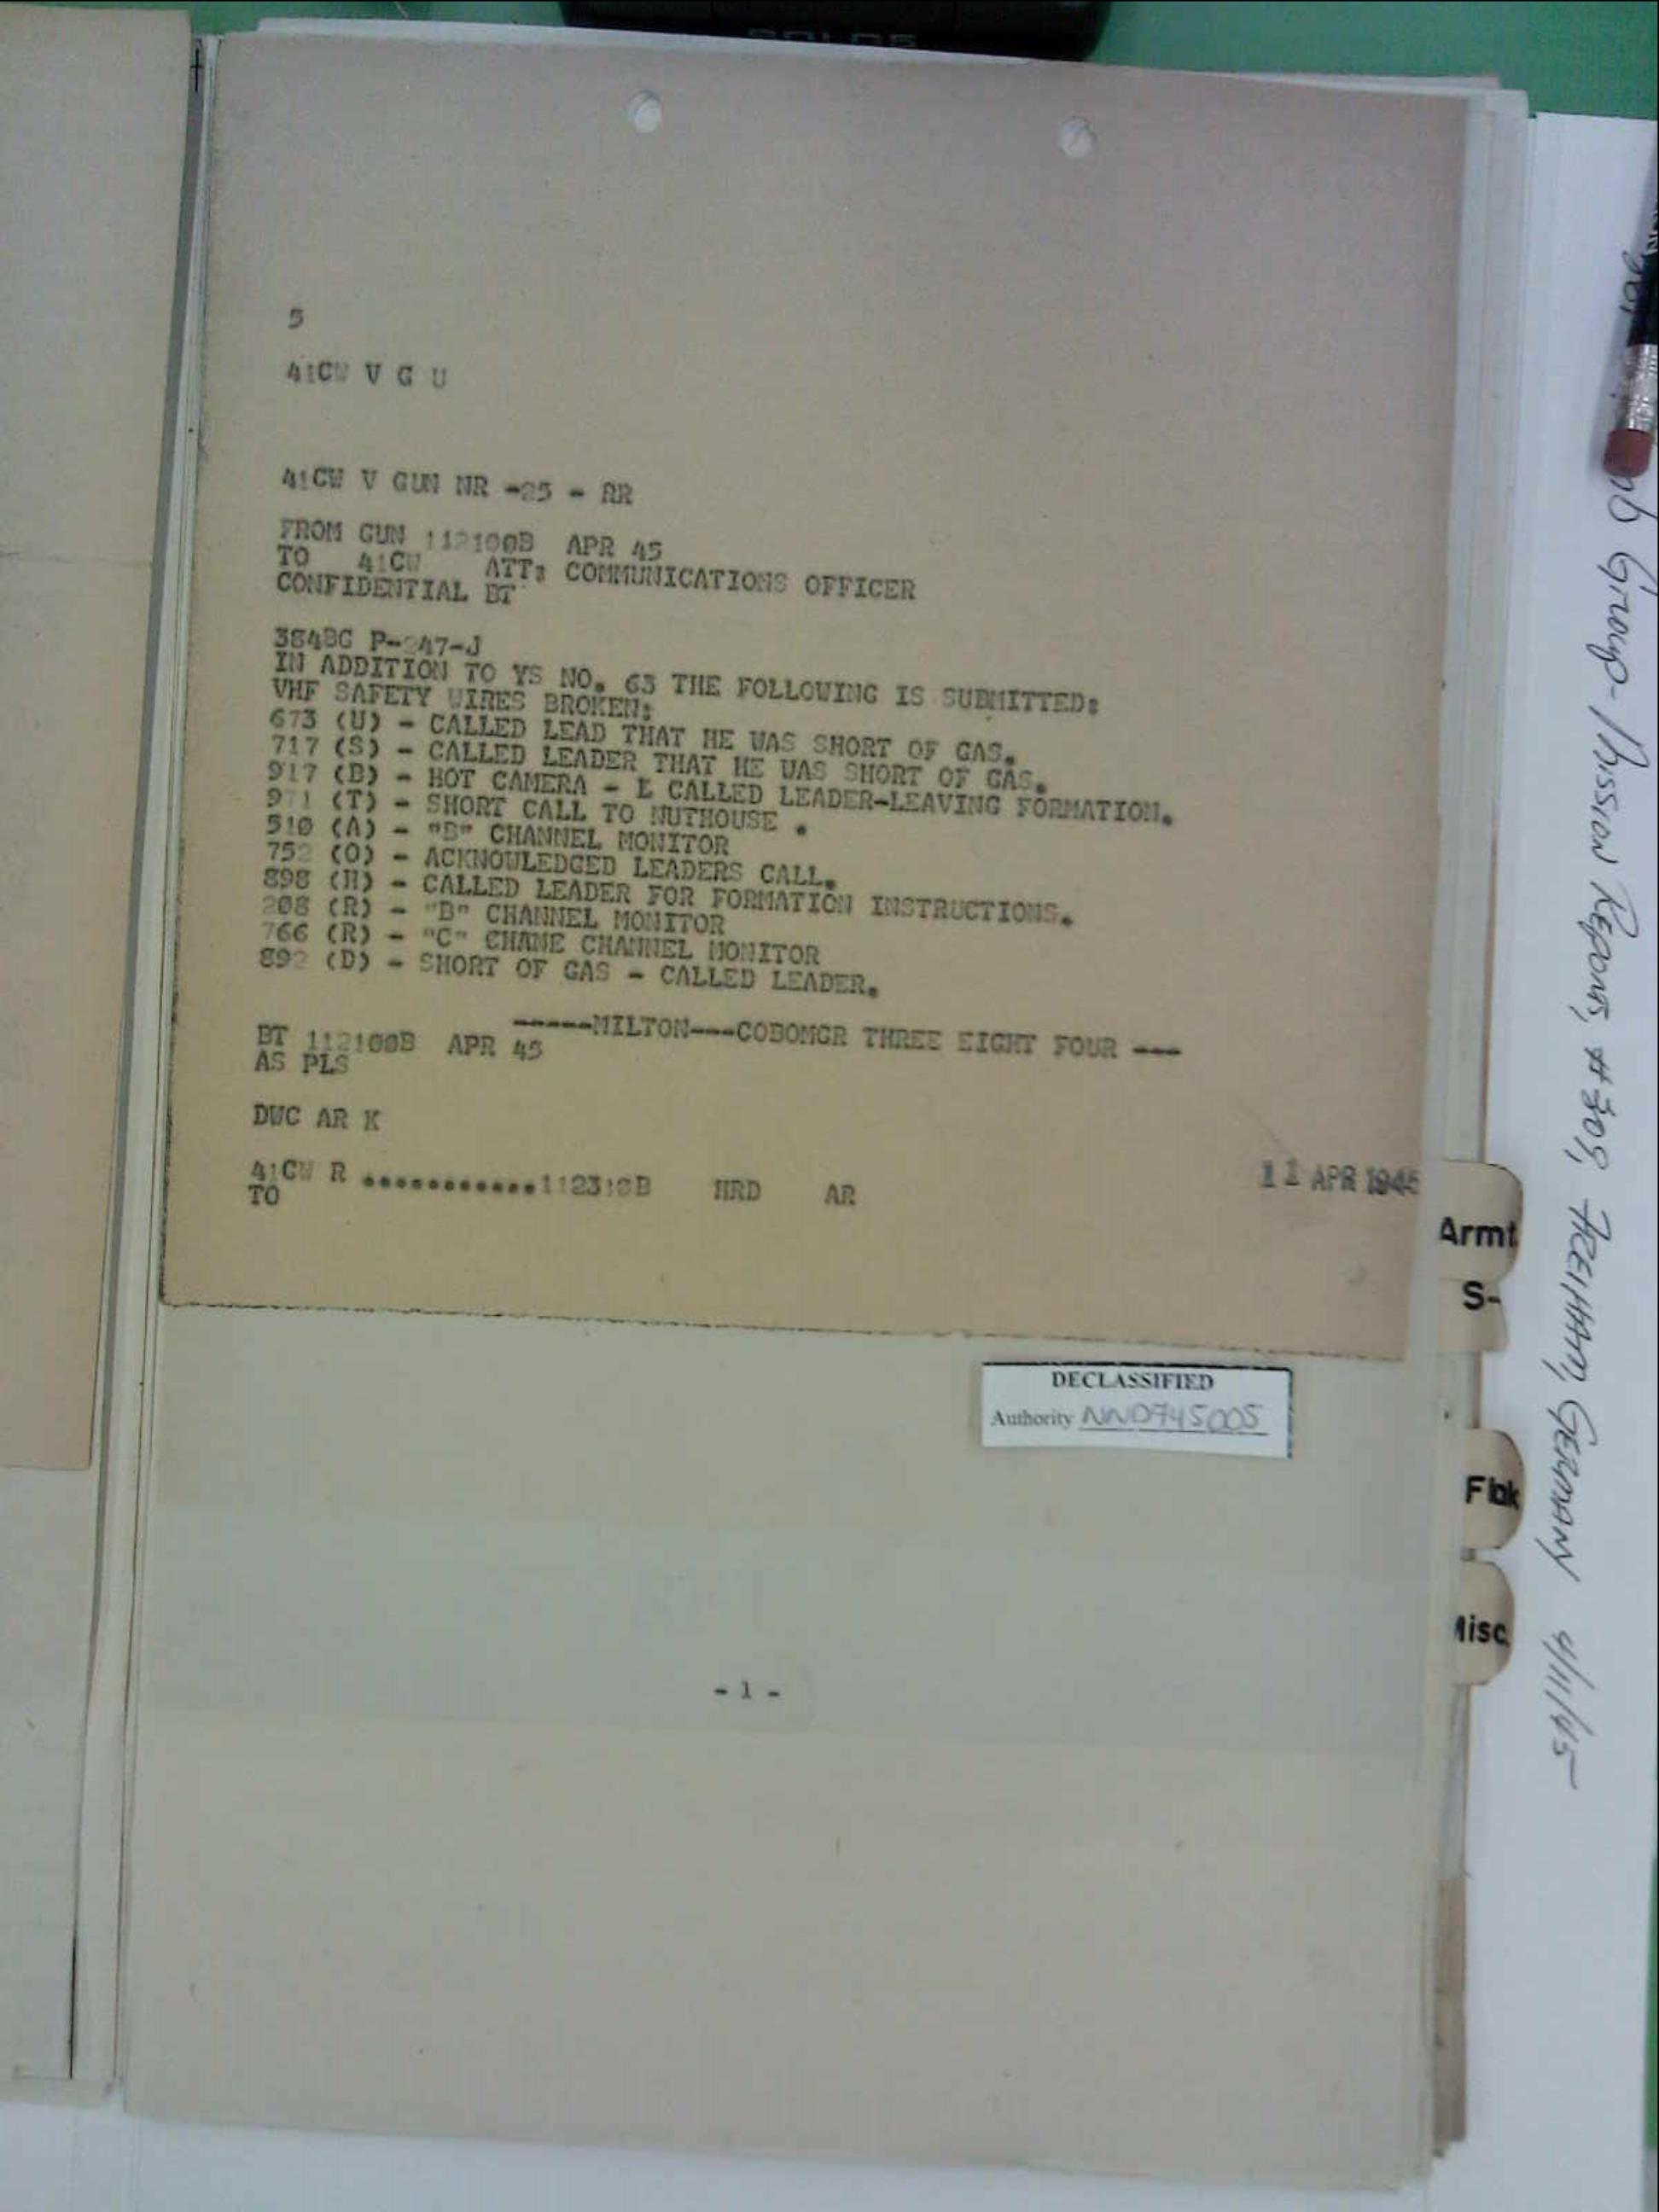 5
41CW V G U
41CW V GUN NR -25 - RR
FROM GUN 112100B APR 45
TO 41CW ATT: COMMUNICATIONS OFFICER
CONFIDENTIAL BT
384BG P- 47-J
IN ADDITION TO YS NO. 63 THE FOLLOWING IS SUBMITTED:
VHF SAFETY WIRES BROKEN:
673 (U) - CALLED LEAD THAT HE WAS SHORT OF GAS.
717 (S) - CALLED LEADER THAT HE WAS SHORT OF GAS.
917 (B) - HOT CAMERA - E CALLED LEADER-LEAVING FORMATION.
971 (T) - SHORT CALL TO NUTHOUSE .
510 (A) - "B" CHANNEL MONITOR
752 (O) - ACKNOWLEDGED LEADERS CALL.
898 (H) - CALLED LEADER FOR FORMATION INSTRUCTIONS.
208 (R) - "B" CHANNEL MONITOR
766 (R) - "C" CHANE CHANNEL MONITOR
892 (D) - SHORT OF GAS - CALLED LEADER.
-----MILTON---COBOMGR THREE EIGHT FOUR ---
BT 112100B APR 45
AS PLS
DWC AR K
41CW R ............112310B HRD AR
TO
11 APR 1945
Armt
S-
DECLASSIFIED
Authority NND745005
Flak
Misc
- 1 -
Group - Mission Reports, #309, FREIHAM, GERMANY 4/11/45